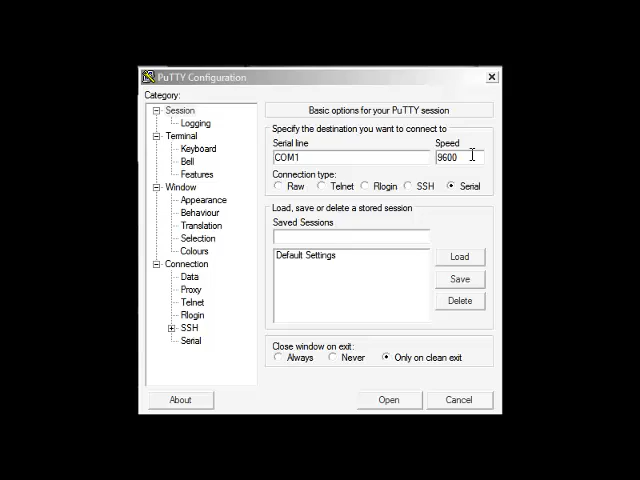 PuTTY Configuration
Category:
Session
Logging
Terminal
Keyboard
Bell
Features
Window
Appearance
Behaviour
Translation
Selection
Colours
Connection
Data
Proxy
Telnet
Rlogin
SSH
Serial
Basic options for your PuTTY session
Specify the destination you want to connect to
Serial line
Speed
COM1
9600
Connection type:
Raw
Telnet
Rlogin
SSH
Serial
Load, save or delete a stored session
Saved Sessions
Default Settings
Load
Save
Delete
Close window on exit:
Always
Never
Only on clean exit
About
Open
Cancel